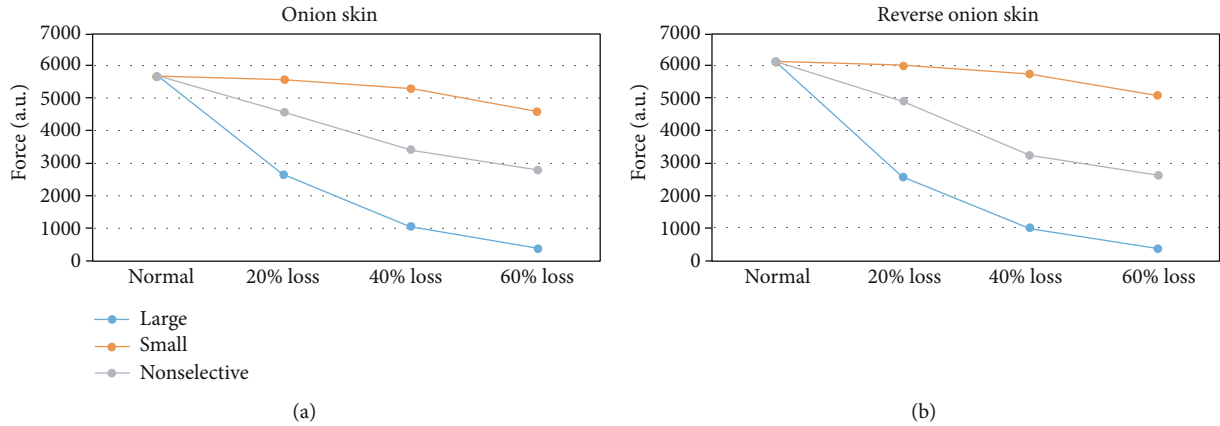 Onion skin
7000
6000
5000
4000
3000
2000
1000
0
Force (a.u.)
Normal 20% loss 40% loss 60% loss
Large
Small
Nonselective
(a)
Reverse onion skin
7000
6000
5000
4000
3000
2000
1000
0
Force (a.u.)
Normal 20% loss 40% loss 60% loss
(b)